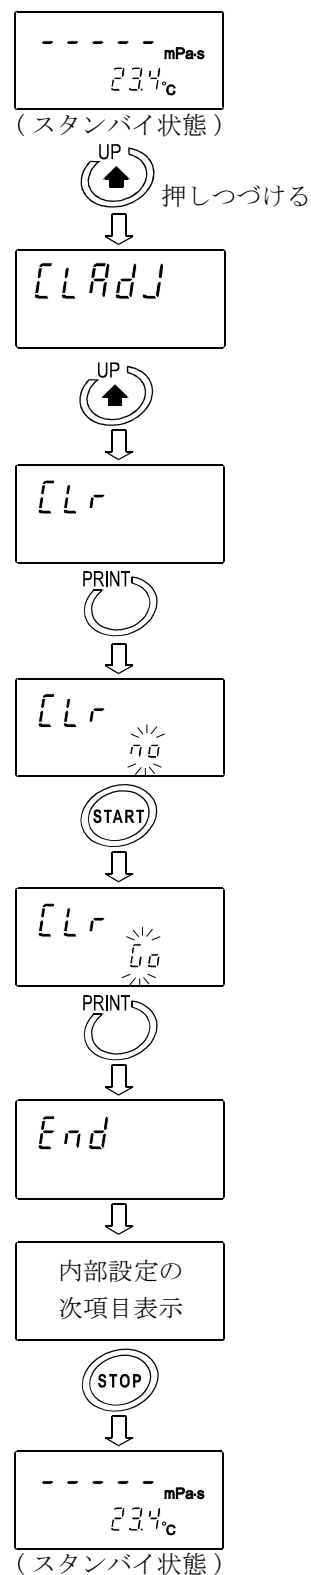 - - - - - mPa·s
23.4°C
(スタンバイ状態)
UP
押しつづける
CLAdJ
UP
CLr
PRINT
CLr
no
START
CLr
Go
PRINT
End
内部設定の
次項目表示
STOP
- - - - - mPa·s
23.4°C
(スタンバイ状態)